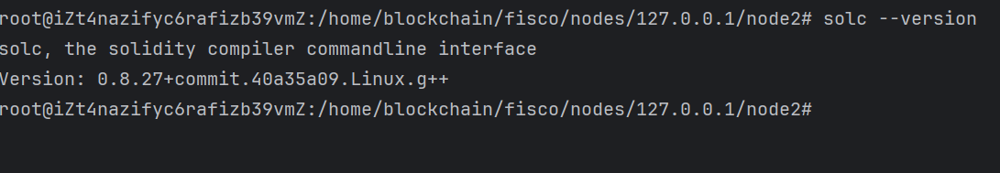 root@iZt4nazifyc6rafizb39vmZ:/home/blockchain/fisco/nodes/127.0.0.1/node2# solc --version
solc, the solidity compiler commandline interface
Version: 0.8.27+commit.40a35a09.Linux.g++
root@iZt4nazifyc6rafizb39vmZ:/home/blockchain/fisco/nodes/127.0.0.1/node2#